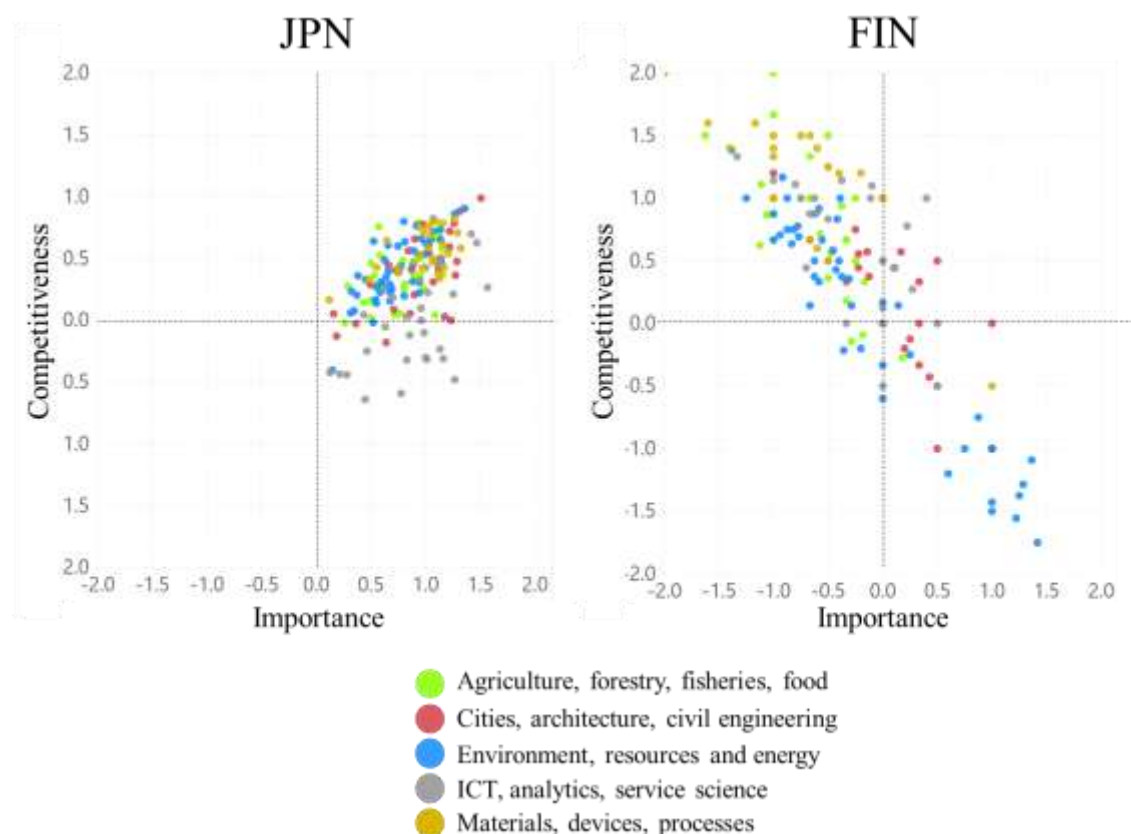 JPN
FIN
2.0
1.5
1.0
0.5
0.0
0.5
1.0
1.5
2.0
-2.0 -1.5 -1.0 -0.5 0.0 0.5 1.0 1.5 2.0
Competitiveness
Importance
2.0
1.5
1.0
0.5
0.0
-0.5
-1.0
-1.5
-2.0
-2.0 -1.5 -1.0 -0.5 0.0 0.5 1.0 1.5 2.0
Competitiveness
Importance
Agriculture, forestry, fisheries, food
Cities, architecture, civil engineering
Environment, resources and energy
ICT, analytics, service science
Materials, devices, processes